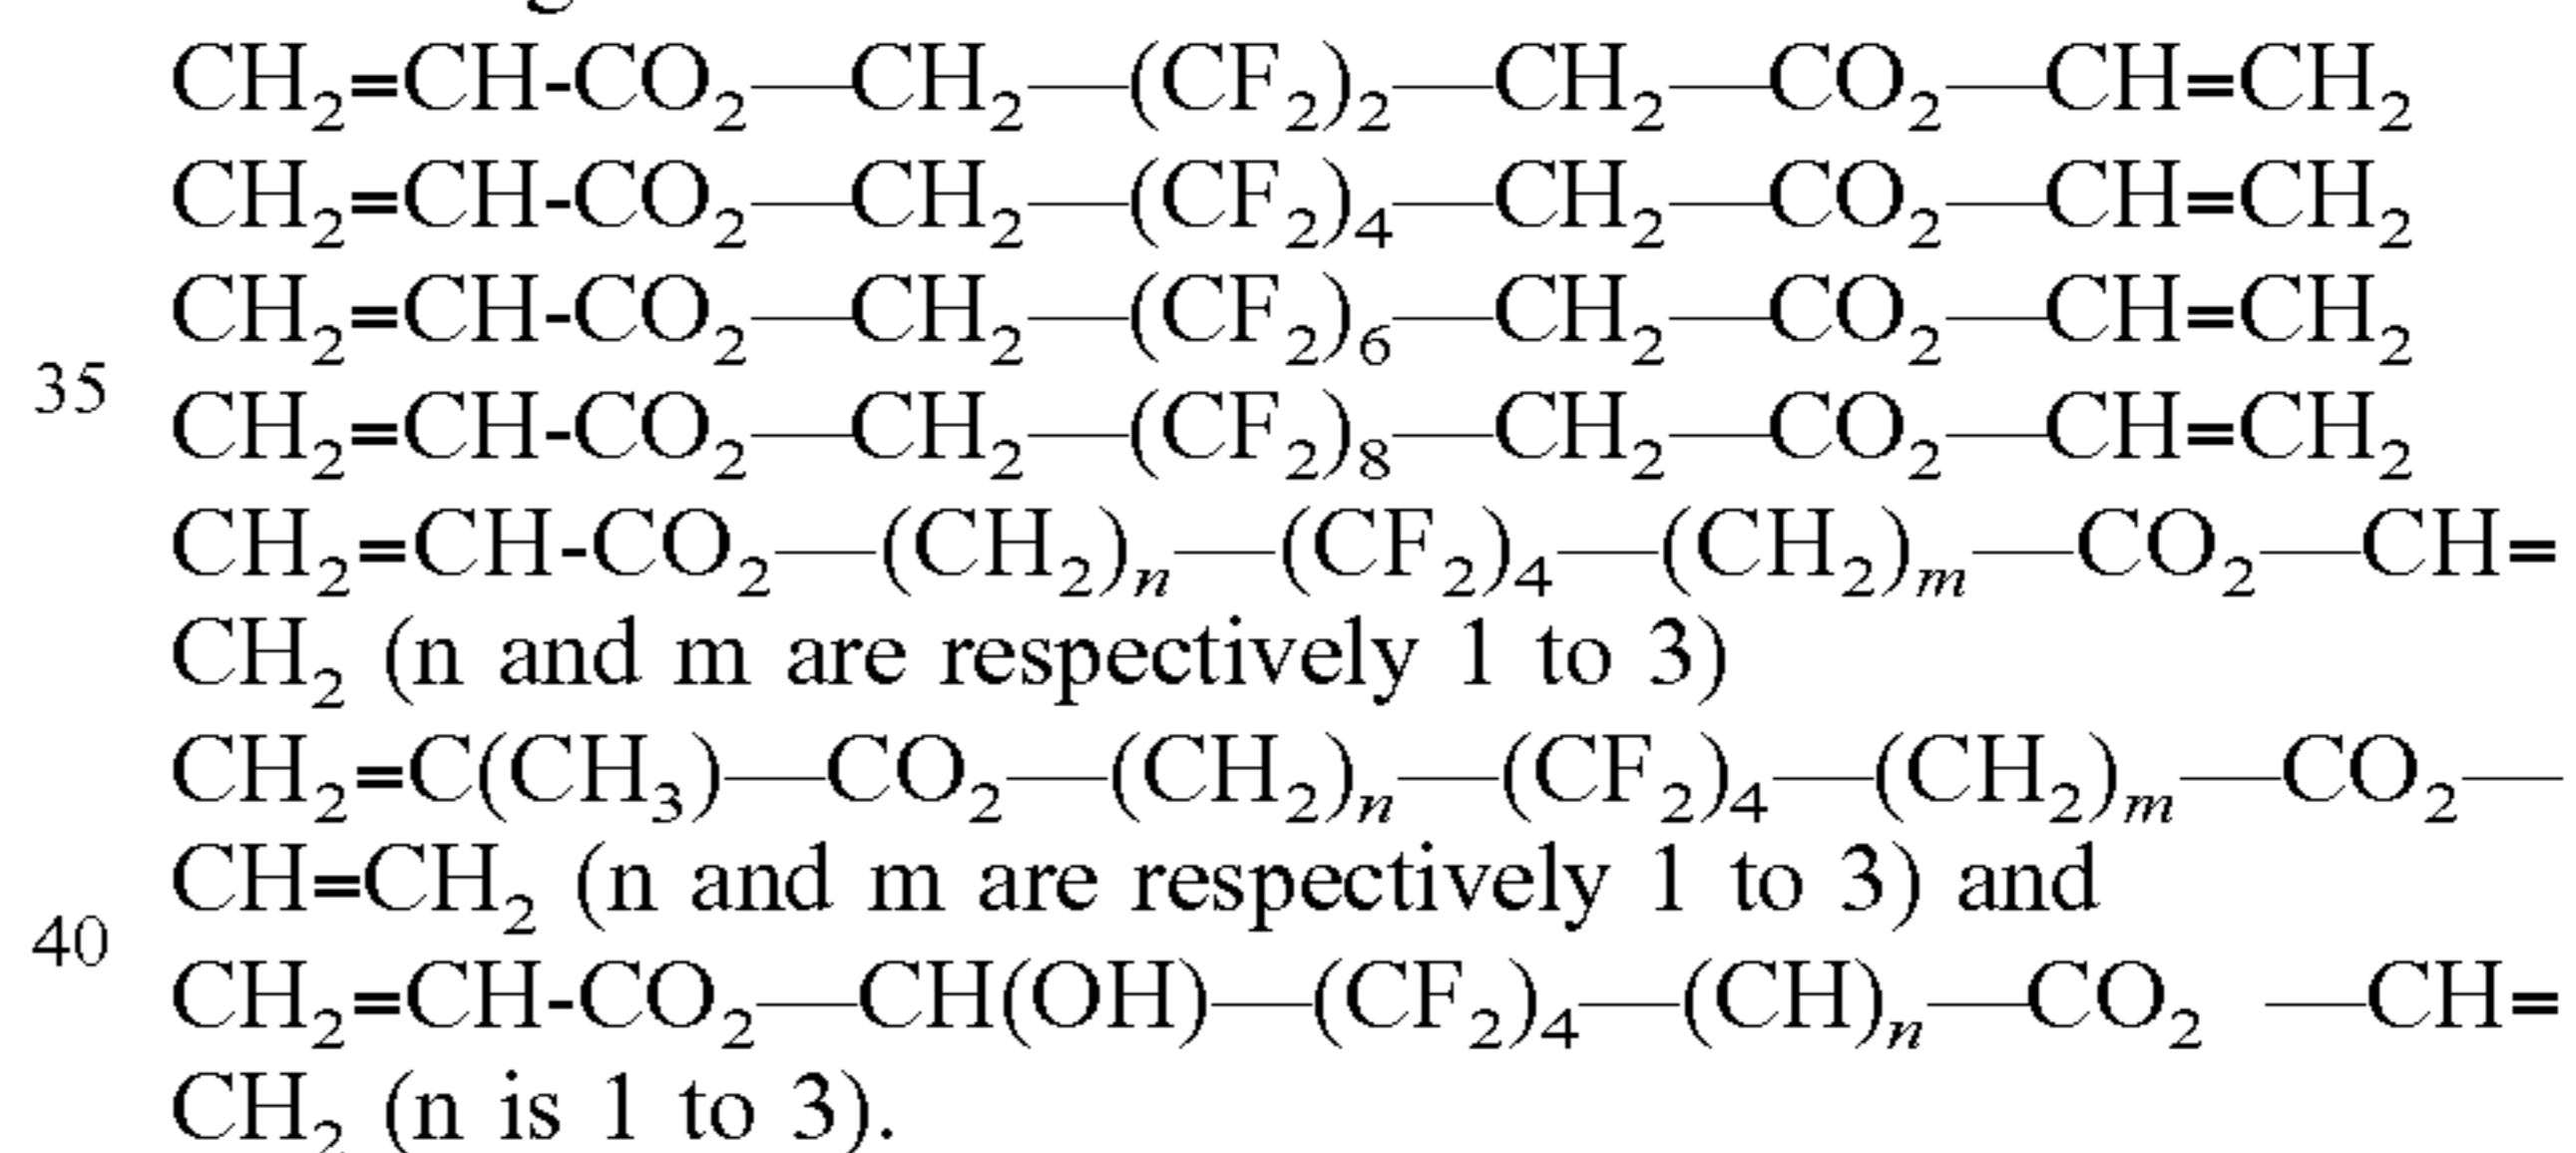 CH₂=CH-CO₂—CH₂—(CF₂)₂—CH₂—CO₂—CH=CH₂
CH₂=CH-CO₂—CH₂—(CF₂)₄—CH₂—CO₂—CH=CH₂
CH₂=CH-CO₂—CH₂—(CF₂)₆—CH₂—CO₂—CH=CH₂
35 CH₂=CH-CO₂—CH₂—(CF₂)₈—CH₂—CO₂—CH=CH₂
CH₂=CH-CO₂—(CH₂)ₙ—(CF₂)₄—(CH₂)ₘ—CO₂—CH=
CH₂ (n and m are respectively 1 to 3)
CH₂=C(CH₃)—CO₂—(CH₂)ₙ—(CF₂)₄—(CH₂)ₘ—CO₂—
CH=CH₂ (n and m are respectively 1 to 3) and
40 CH₂=CH-CO₂—CH(OH)—(CF₂)₄—(CH)ₙ—CO₂ —CH=
CH₂ (n is 1 to 3).